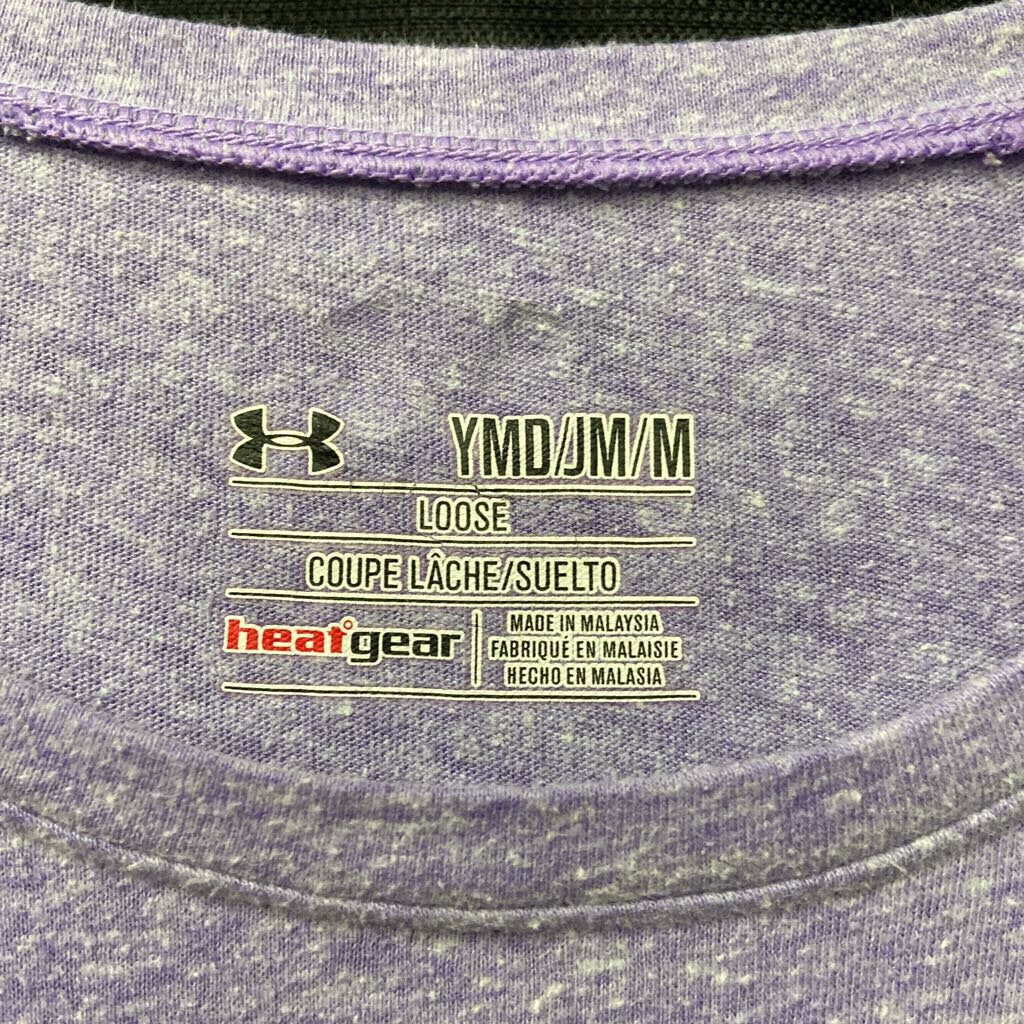 YMD/JM/M
LOOSE
COUPE LÂCHE/SUELTO
heatgear
MADE IN MALAYSIA
FABRIQUÉ EN MALAISIE
HECHO EN MALASIA